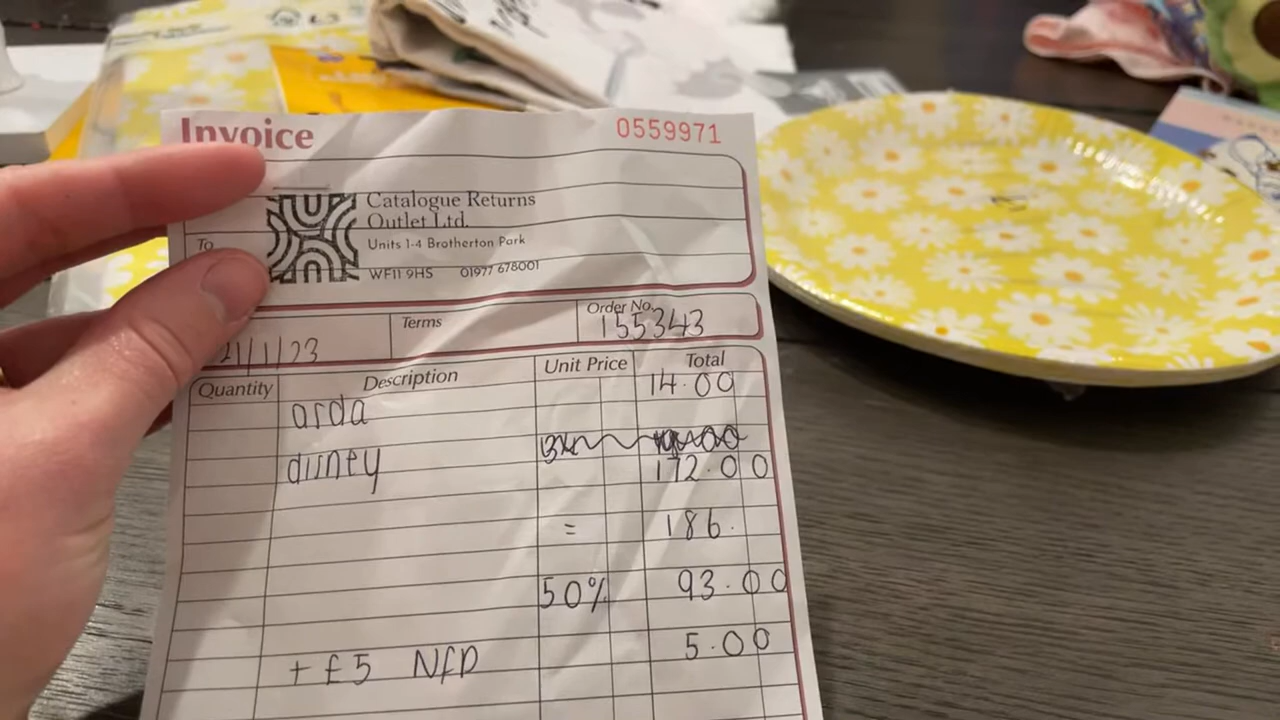 Invoice 0559971
Catalogue Returns
Outlet Ltd.
To
Units 1-4 Brotherton Park
WF11 9HS 01977 678001
Order No.
Terms
155343
21/1/23
Quantity Description Unit Price Total
14.00
arda
disney
172.00
= 186.
50% 93.00
+ £5 NFD 5.00